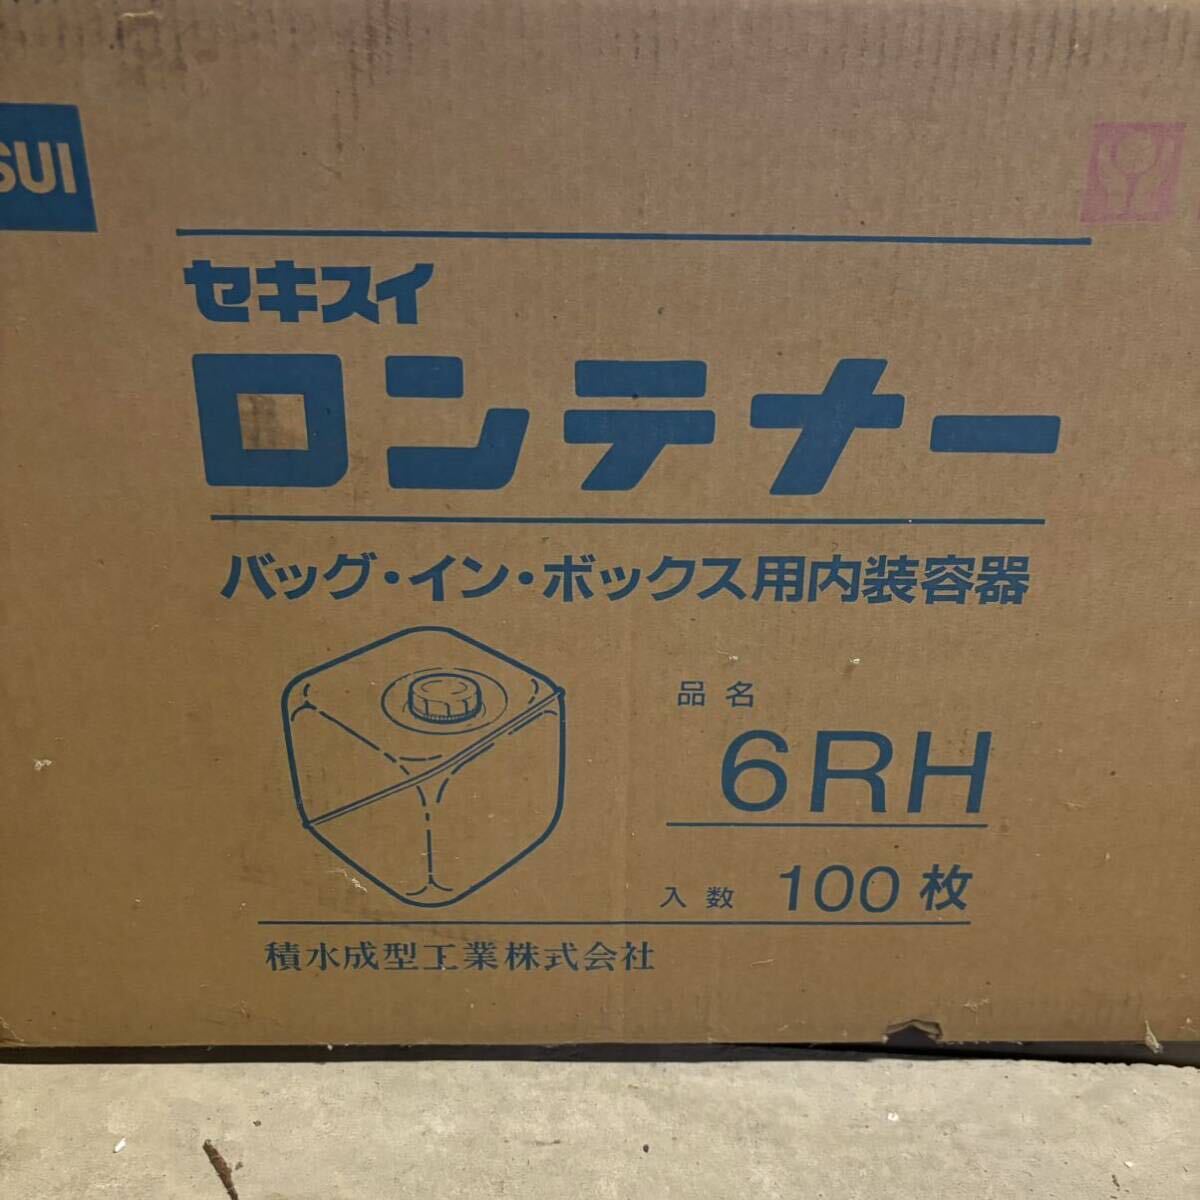 SUI
セキスイ
ロンテナー
バッグ・イン・ボックス用内装容器
品名
6RH
入数 100枚
積水成型工業株式会社